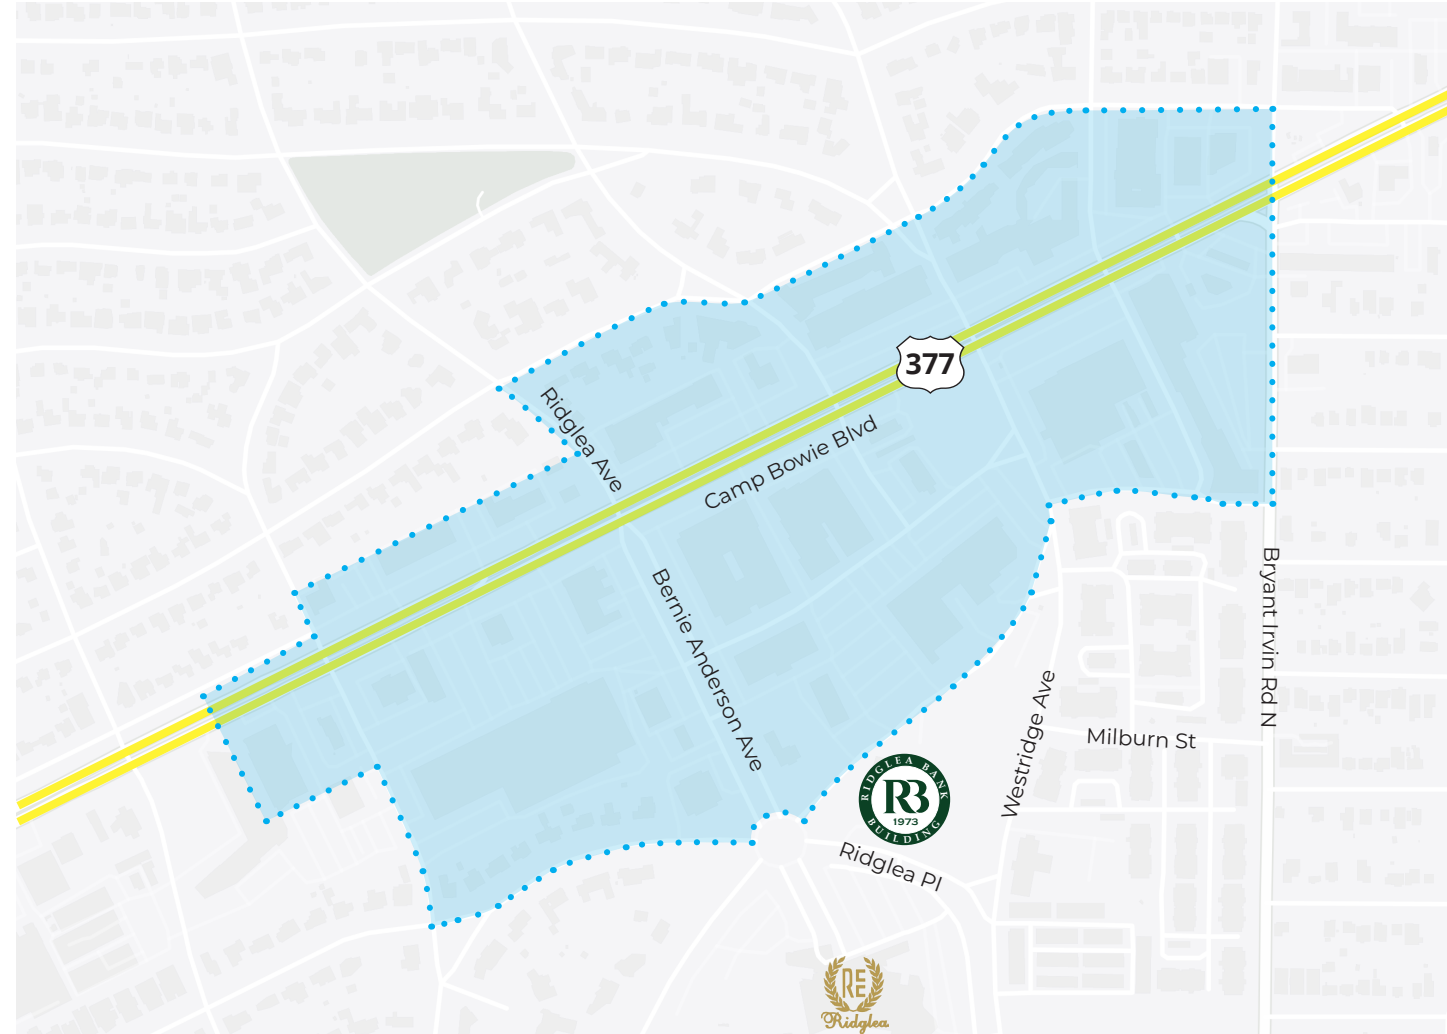 377
Ridglea Ave
Camp Bowie Blvd
Bernie Anderson Ave
Bryant Irvin Rd N
Westridge Ave
Milburn St
RIDGLEA BANK
RB
1973
BUILDING
Ridglea Pl
RE
Ridglea